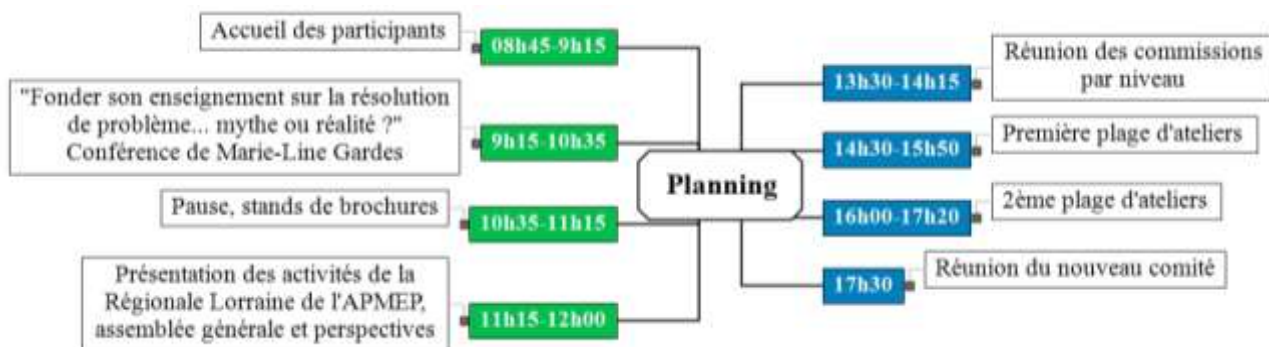 Planning
Accueil des participants
08h45-9h15
"Fonder son enseignement sur la résolution
de problème... mythe ou réalité ?"
Conférence de Marie-Line Gardes
9h15-10h35
Pause, stands de brochures
10h35-11h15
Présentation des activités de la
Régionale Lorraine de l'APMEP,
assemblée générale et perspectives
11h15-12h00
13h30-14h15
Réunion des commissions
par niveau
14h30-15h50
Première plage d'ateliers
16h00-17h20
2ème plage d'ateliers
17h30
Réunion du nouveau comité